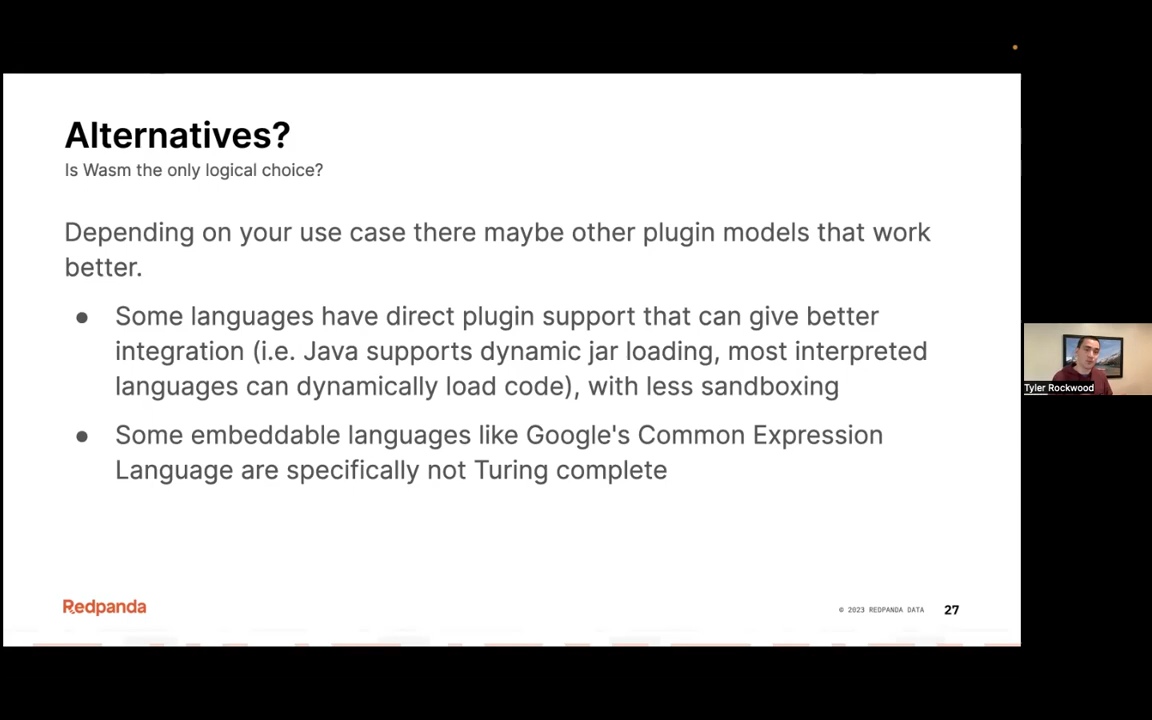 Alternatives?
Is Wasm the only logical choice?
Depending on your use case there maybe other plugin models that work
better.
● Some languages have direct plugin support that can give better
integration (i.e. Java supports dynamic jar loading, most interpreted
languages can dynamically load code), with less sandboxing
● Some embeddable languages like Google's Common Expression
Language are specifically not Turing complete
Tyler Rockwood
Redpanda
© 2023 REDPANDA DATA
27